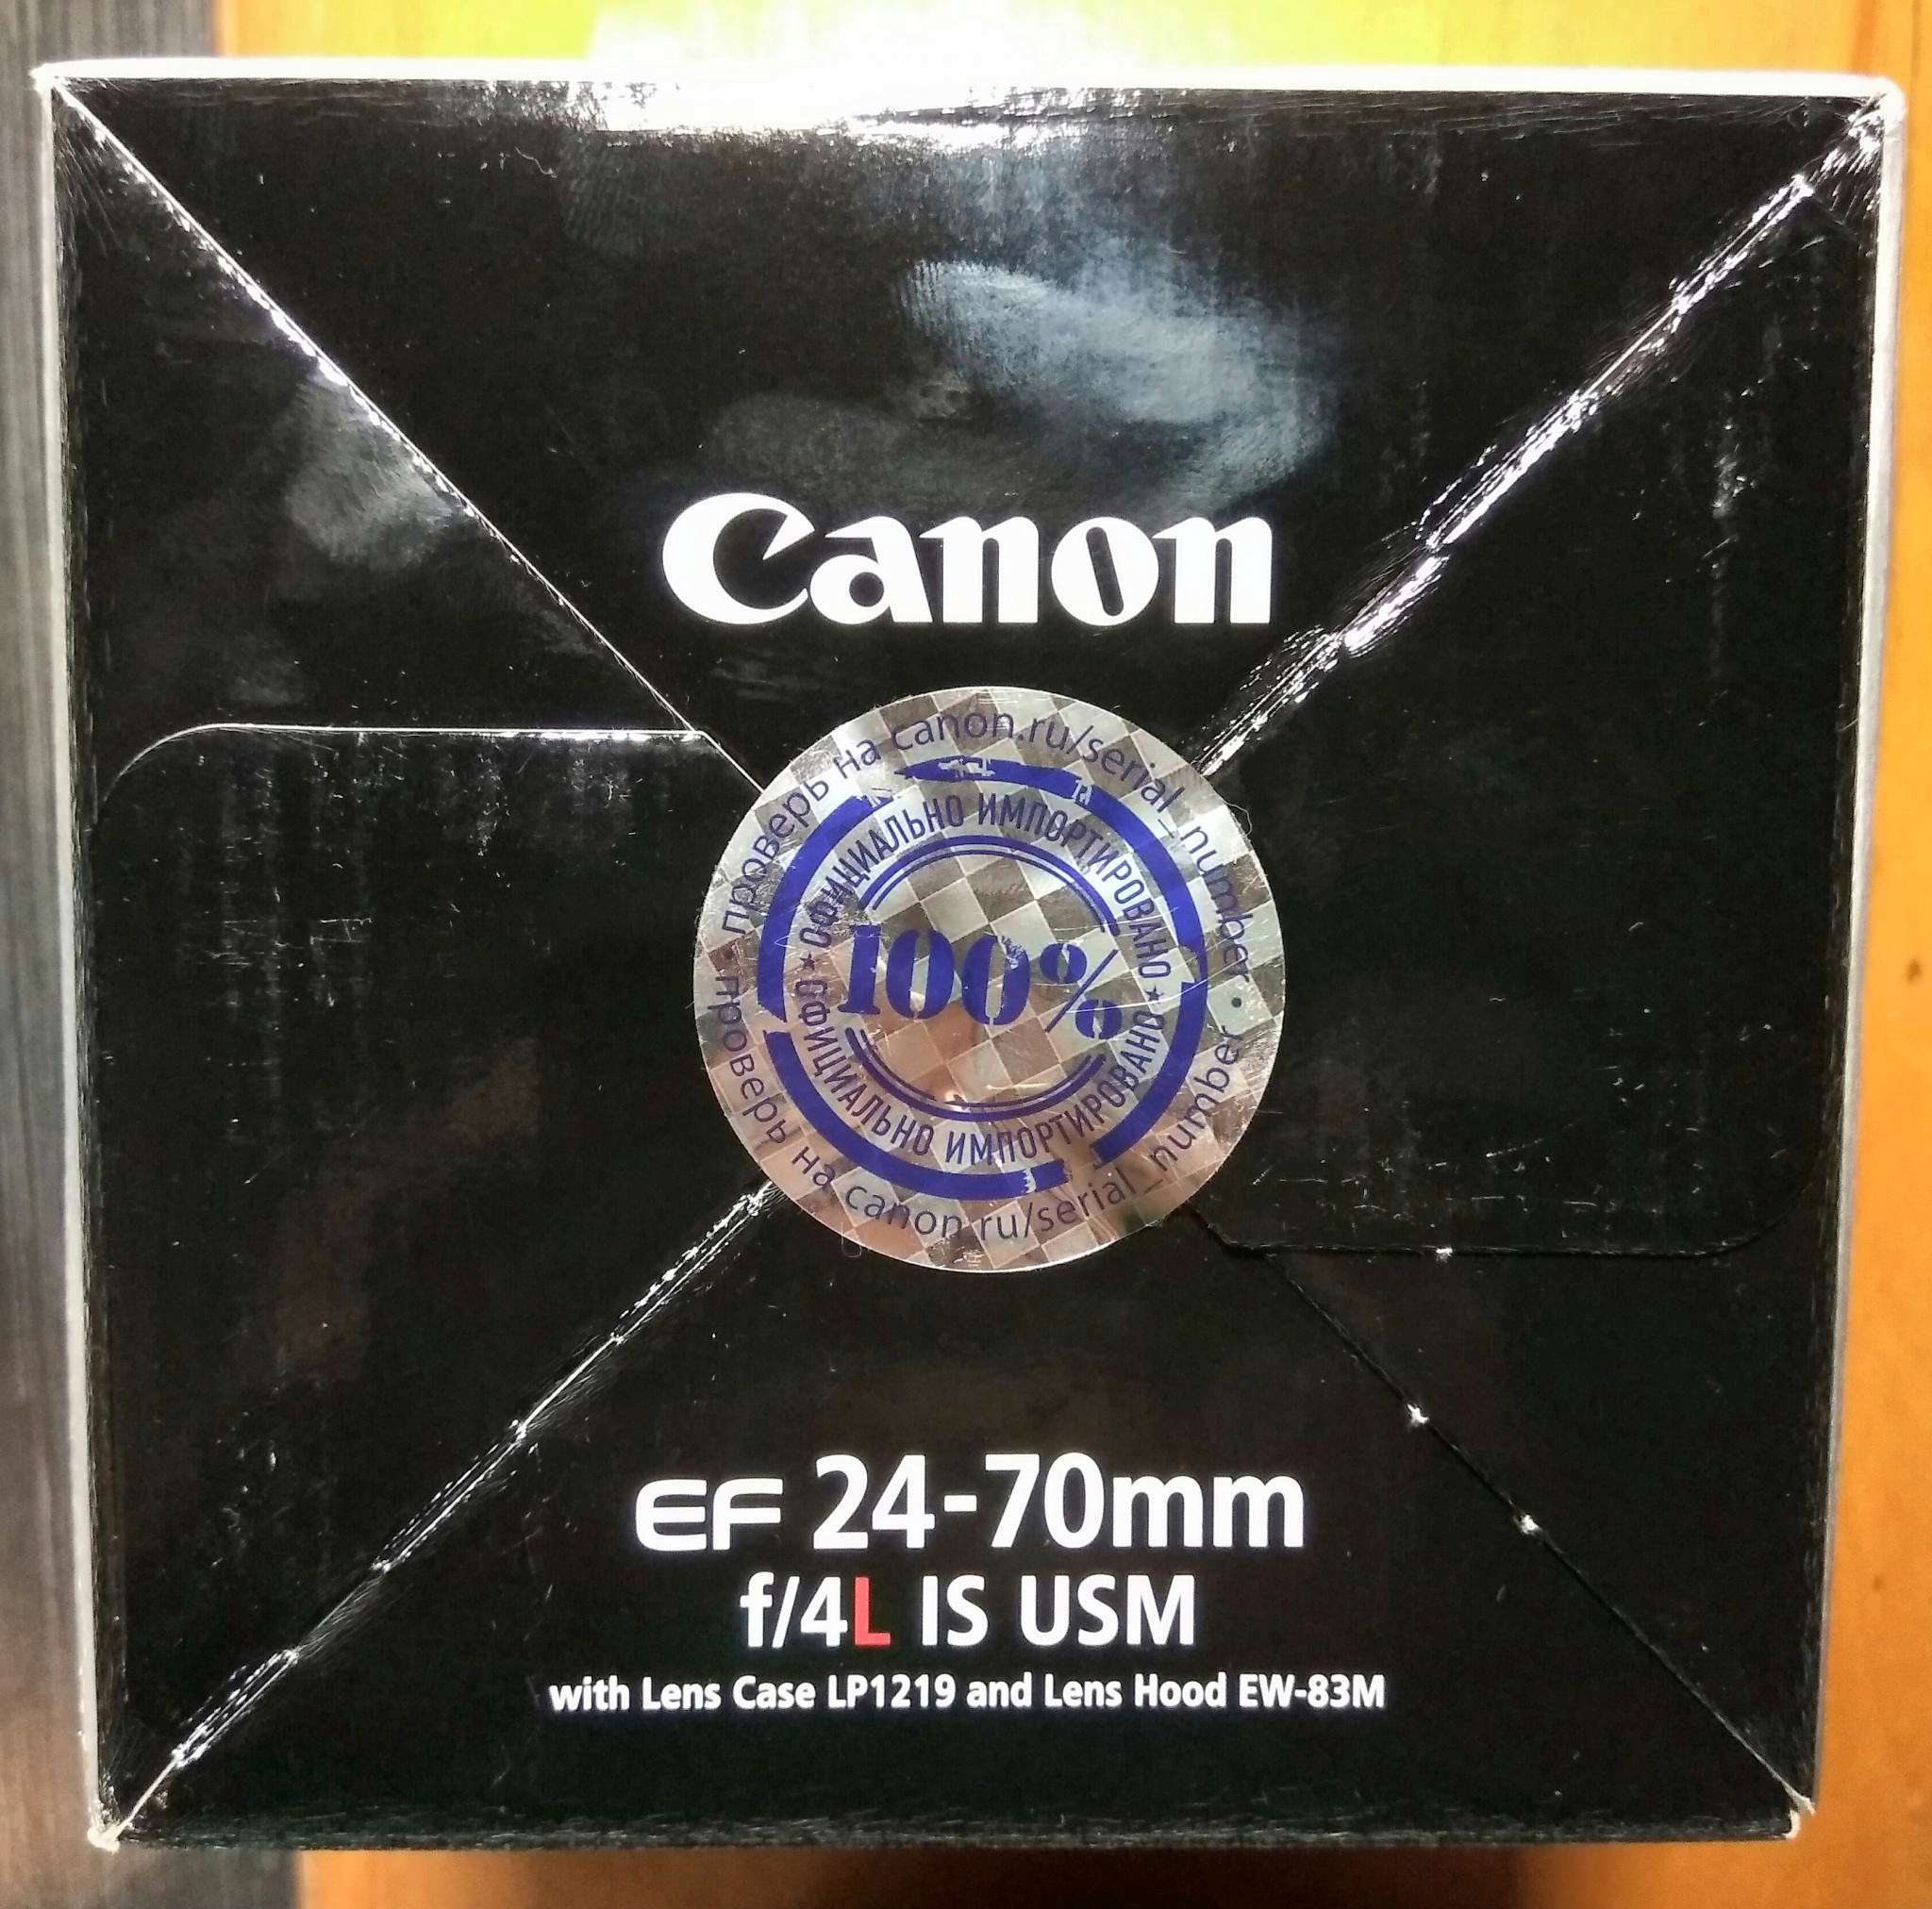 Canon
проверь на canon.ru/serial_number •
ОФИЦИАЛЬНО ИМПОРТИРОВАНО ★
100%
★ ОФИЦИАЛЬНО ИМПОРТИРОВАНО
• проверь на canon.ru/serial_number
EF 24-70mm
f/4L IS USM
with Lens Case LP1219 and Lens Hood EW-83M